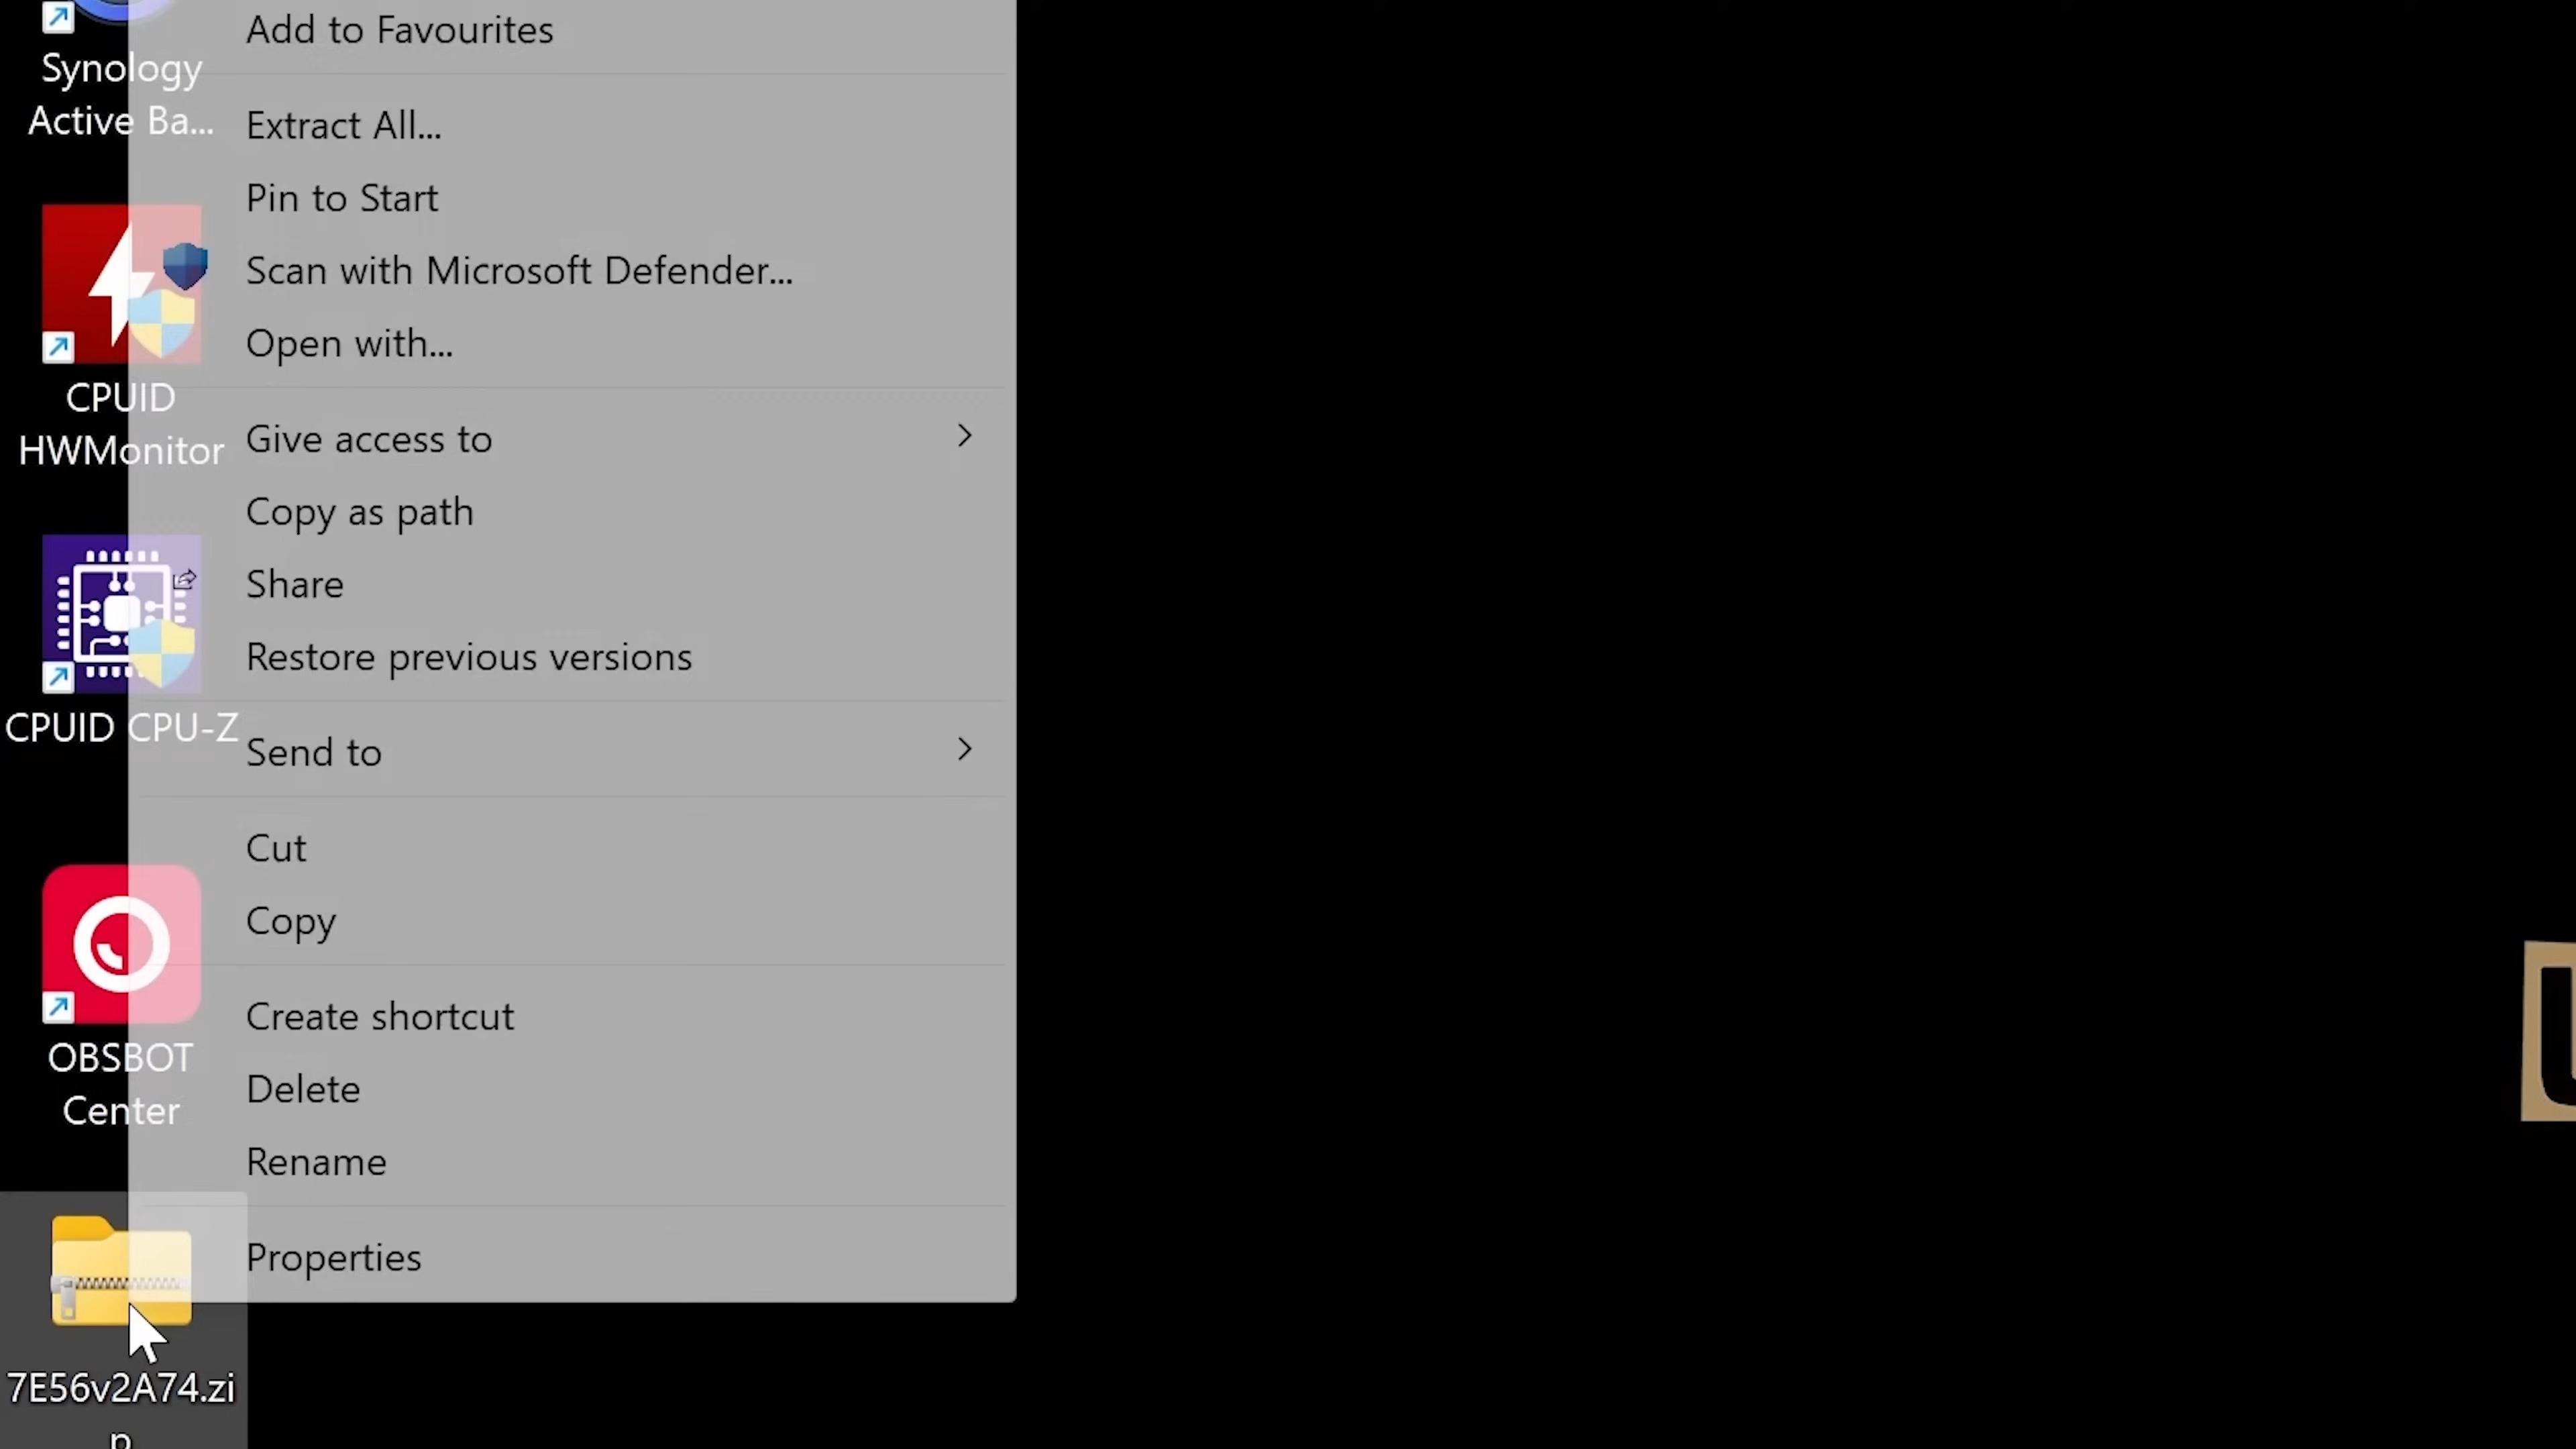 Synology
Active Ba...
CPUID
HWMonitor
CPUID CPU-Z
OBSBOT
Center
7E56v2A74.zi
p
Add to Favourites
Extract All...
Pin to Start
Scan with Microsoft Defender...
Open with...
Give access to
Copy as path
Share
Restore previous versions
Send to
Cut
Copy
Create shortcut
Delete
Rename
Properties